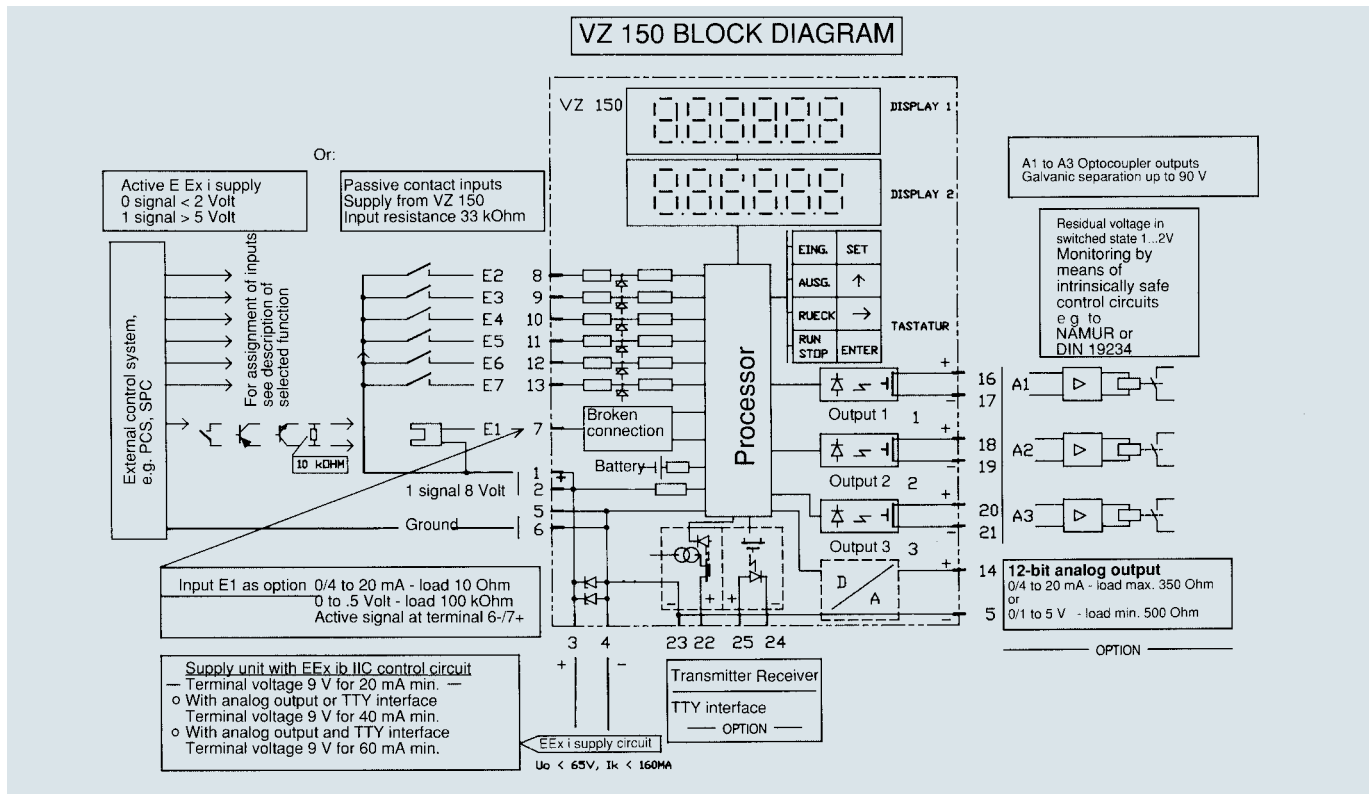 VZ 150 BLOCK DIAGRAM
VZ 150
DISPLAY 1
DISPLAY 2
Or:
Active E Ex i supply
0 signal < 2 Volt
1 signal > 5 Volt
Passive contact inputs
Supply from VZ 150
Input resistance 33 kOhm
A1 to A3 Optocoupler outputs
Galvanic separation up to 90 V
Residual voltage in
switched state 1...2V
Monitoring by
means of
intrinsically safe
control circuits
e g to
NAMUR or
DIN 19234
External control system,
e.g. PCS, SPC
For assignment of inputs
see description of
selected function
10 kOHM
E2 8
E3 9
E4 10
E5 11
E6 12
E7 13
E1 7
Broken
connection
Battery
1 +
1 signal 8 Volt 2
5
Ground 6
Processor
EING. SET
AUSG. ↑
RUECK →
RUN
STOP ENTER
TASTATUR
Output 1 1
Output 2 2
Output 3 3
+ 16
− 17
A1
+ 18
− 19
A2
+ 20
− 21
A3
D
A
+ 14
− 5
12-bit analog output
0/4 to 20 mA - load max. 350 Ohm
or
0/1 to 5 V - load min. 500 Ohm
OPTION
Input E1 as option 0/4 to 20 mA - load 10 Ohm
0 to .5 Volt - load 100 kOhm
Active signal at terminal 6-/7+
− + + −
3 4 23 22 25 24
+ −
Supply unit with EEx ib IIC control circuit
— Terminal voltage 9 V for 20 mA min. —
o With analog output or TTY interface
Terminal voltage 9 V for 40 mA min.
o With analog output and TTY interface
Terminal voltage 9 V for 60 mA min.
Transmitter Receiver
TTY interface
OPTION
EEx i supply circuit
Uo < 65V, Ik < 160MA